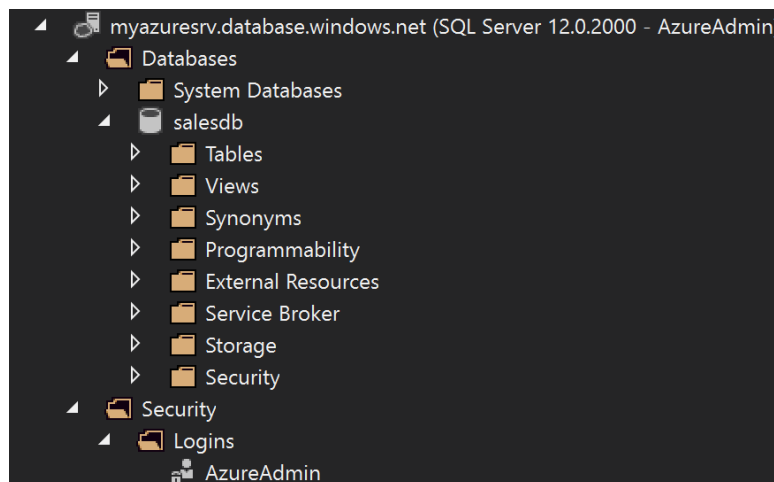 myazuresrv.database.windows.net (SQL Server 12.0.2000 - AzureAdmin
Databases
System Databases
salesdb
Tables
Views
Synonyms
Programmability
External Resources
Service Broker
Storage
Security
Security
Logins
AzureAdmin